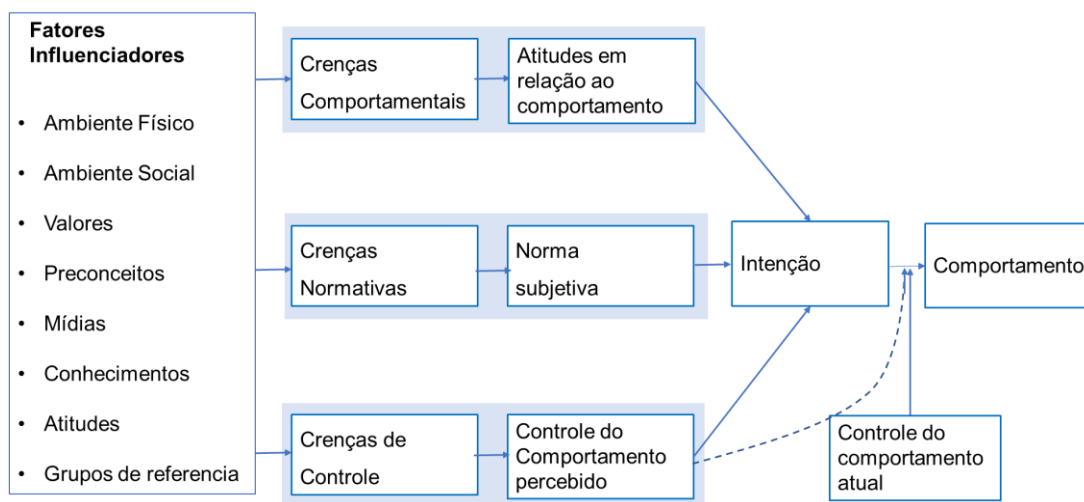 Fatores
Influenciadores
• Ambiente Físico
• Ambiente Social
• Valores
• Preconceitos
• Mídias
• Conhecimentos
• Atitudes
• Grupos de referencia
Crenças
Comportamentais
Atitudes em
relação ao
comportamento
Crenças
Normativas
Norma
subjetiva
Intenção
Comportamento
Crenças de
Controle
Controle do
Comportamento
percebido
Controle do
comportamento
atual